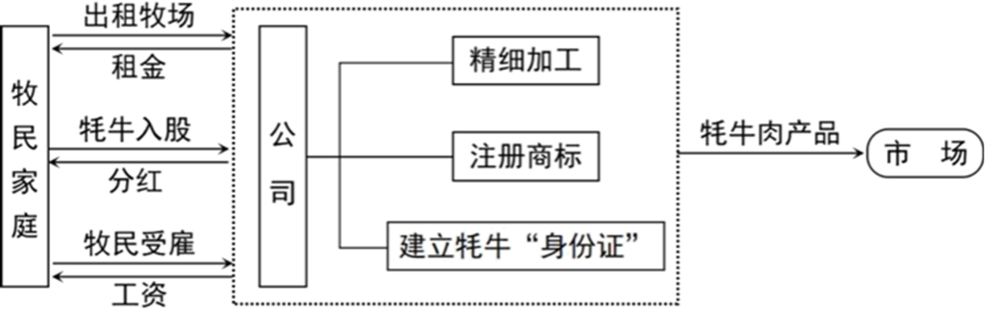 牧民家庭
出租牧场
租金
牦牛入股
分红
牧民受雇
工资
公司
精细加工
注册商标
建立牦牛“身份证”
牦牛肉产品
市 场